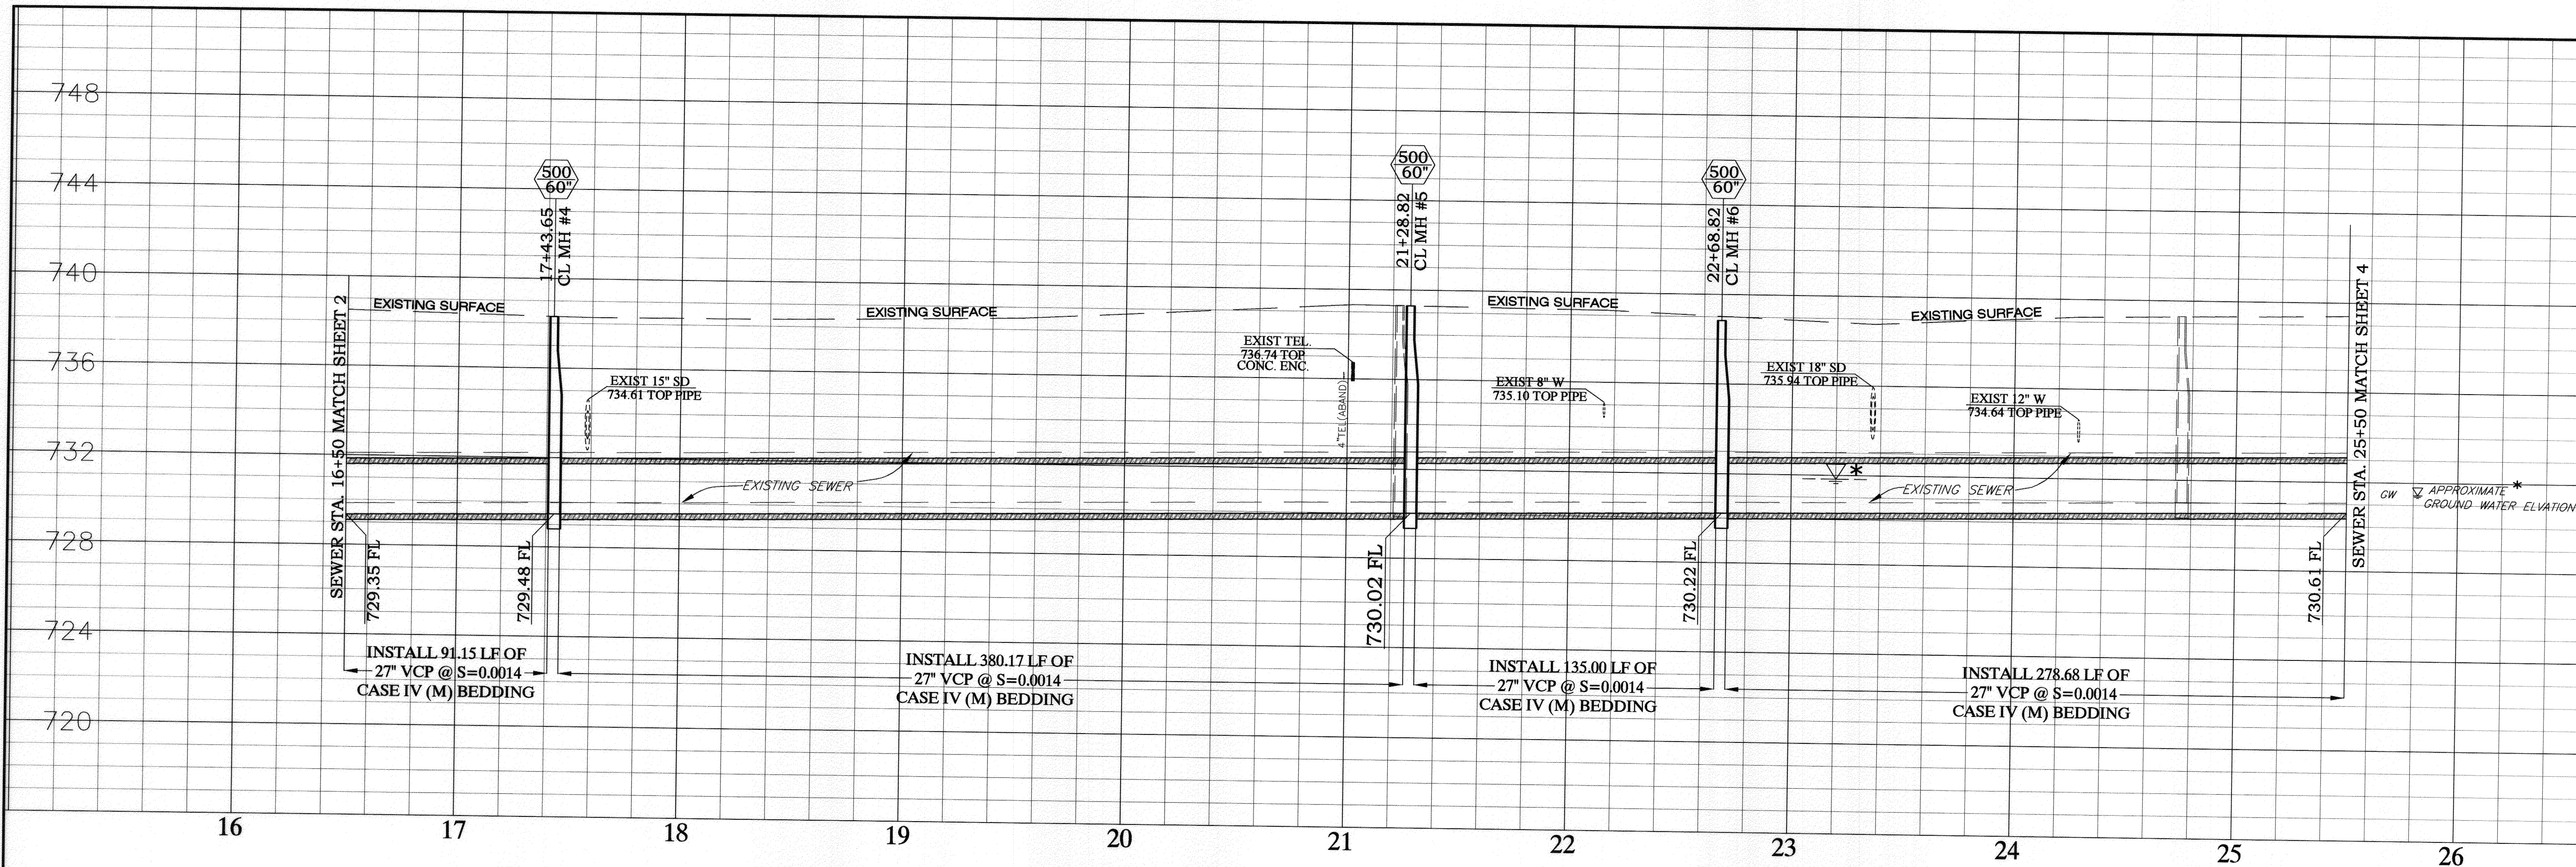 748
744
740
736
732
728
724
720
500
60"
17+43.65
CL MH #4
500
60"
21+28.82
CL MH #5
500
60"
22+68.82
CL MH #6
SEWER STA. 16+50 MATCH SHEET 2
EXISTING SURFACE
EXISTING SURFACE
EXISTING SURFACE
EXISTING SURFACE
EXIST 15" SD
734.61 TOP PIPE
EXIST TEL.
736.74 TOP
CONC. ENC.
4"TEL(ABAND)
EXIST 8" W
735.10 TOP PIPE
EXIST 18" SD
735.94 TOP PIPE
EXIST 12" W
734.64 TOP PIPE
SEWER STA. 25+50 MATCH SHEET 4
EXISTING SEWER
*
EXISTING SEWER
GW APPROXIMATE *
GROUND WATER ELVATION
729.35 FL
729.48 FL
730.02 FL
730.22 FL
730.61 FL
INSTALL 91.15 LF OF
27" VCP @ S=0.0014
CASE IV (M) BEDDING
INSTALL 380.17 LF OF
27" VCP @ S=0.0014
CASE IV (M) BEDDING
INSTALL 135.00 LF OF
27" VCP @ S=0.0014
CASE IV (M) BEDDING
INSTALL 278.68 LF OF
27" VCP @ S=0.0014
CASE IV (M) BEDDING
16 17 18 19 20 21 22 23 24 25 26